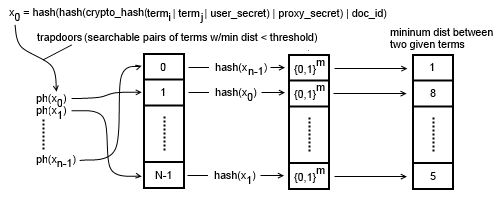 x0 = hash(hash(crypto_hash(termi | termj | user_secret) | proxy_secret) | doc_id)
trapdoors (searchable pairs of terms w/min dist < threshold)
mininum dist between
two given terms
0 hash(xn-1) {0,1}m 1
ph(x0) 1 hash(x0) {0,1}m 8
ph(x1)
ph(xn-1)
N-1 hash(x1) {0,1}m 5